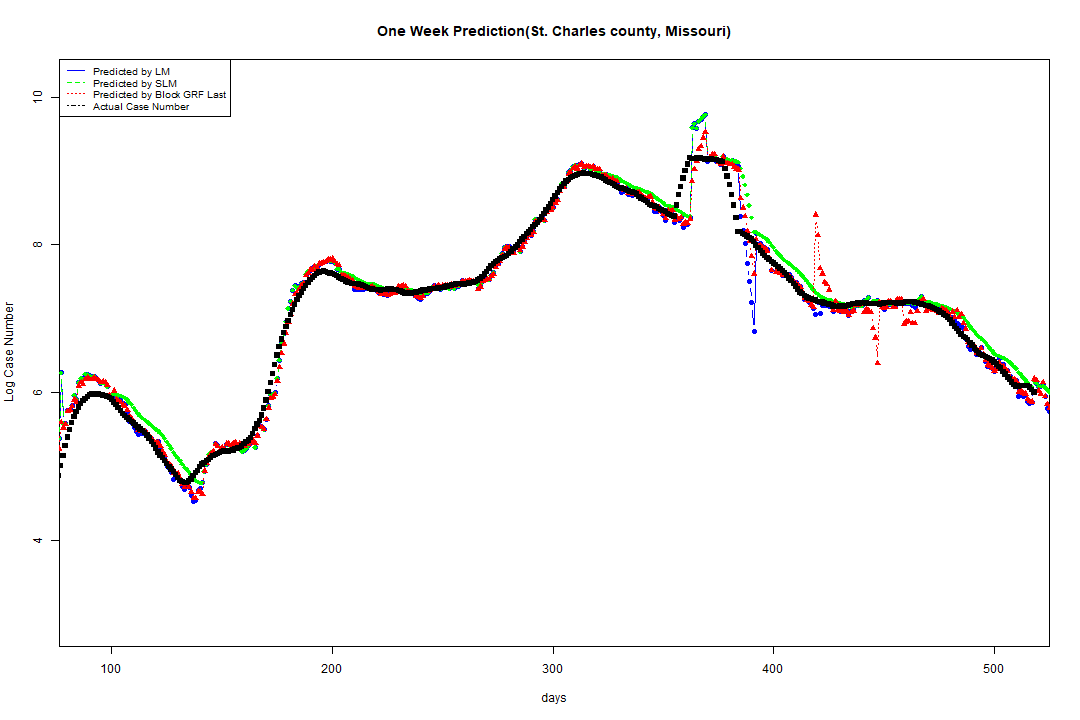 One Week Prediction(St. Charles county, Missouri)
Predicted by LM
Predicted by SLM
Predicted by Block GRF Last
Actual Case Number
Log Case Number
10
8
6
4
100 200 300 400 500
days